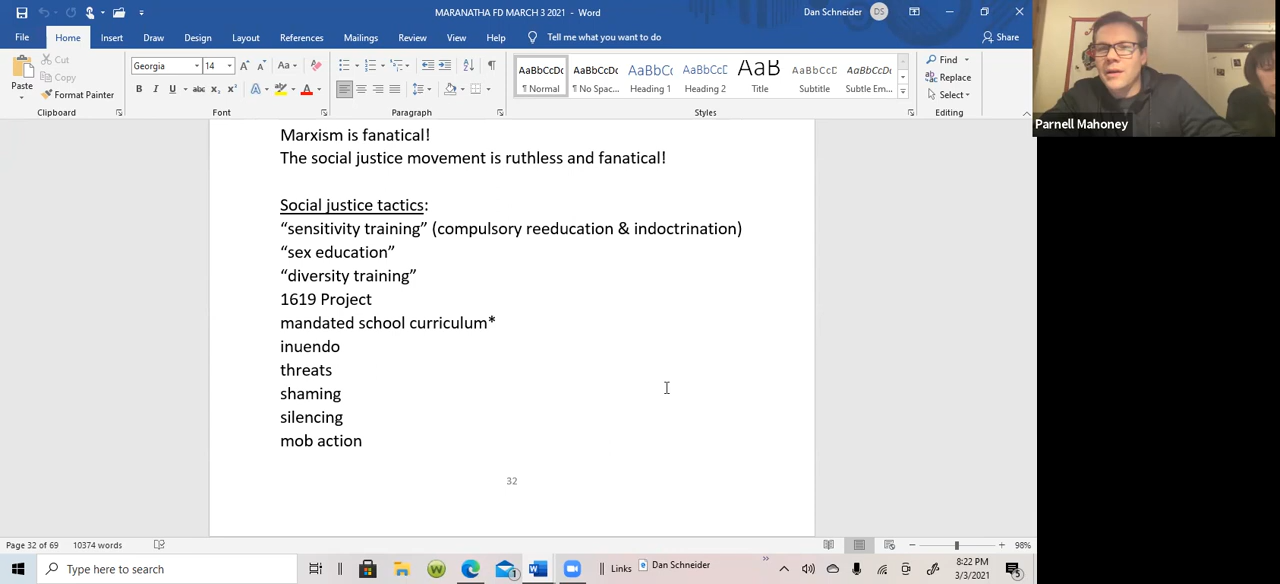 MARANATHA FD MARCH 3 2021 - Word
Dan Schneider
DS
File
Home
Insert
Draw
Design
Layout
References
Mailings
Review
View
Help
Tell me what you want to do
Share
Paste
Cut
Copy
Format Painter
Clipboard
Georgia
14
Font
Paragraph
AaBbCcDc
¶ Normal
AaBbCcDc
¶ No Spac...
AaBbCc
Heading 1
AaBbCcD
Heading 2
AaB
Title
AaBbCcD
Subtitle
AaBbCcDc
Subtle Em...
Styles
Find
Replace
Select
Editing
Parnell Mahoney
Marxism is fanatical!
The social justice movement is ruthless and fanatical!
Social justice tactics:
“sensitivity training” (compulsory reeducation & indoctrination)
“sex education”
“diversity training”
1619 Project
mandated school curriculum*
inuendo
threats
shaming
silencing
mob action
32
Page 32 of 69
10374 words
98%
Type here to search
Links
Dan Schneider
8:22 PM
3/3/2021